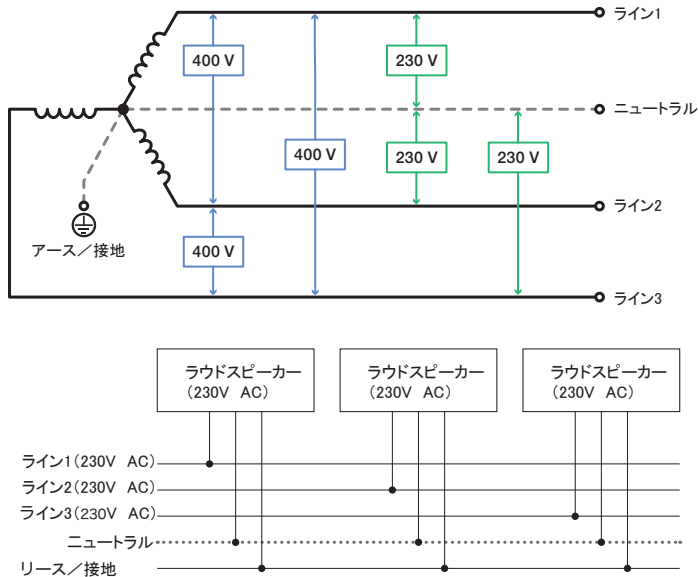 ライン1
400 V
230 V
ニュートラル
400 V
230 V
230 V
ライン2
400 V
アース／接地
ライン3
ラウドスピーカー
(230V AC)
ラウドスピーカー
(230V AC)
ラウドスピーカー
(230V AC)
ライン1(230V AC)
ライン2(230V AC)
ライン3(230V AC)
ニュートラル
リース／接地